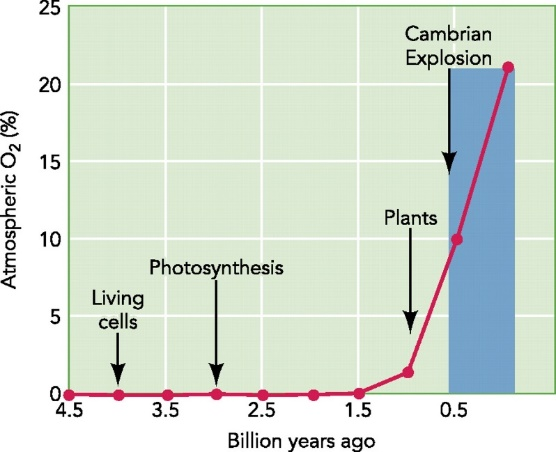 25
20
15
10
5
0
Atmospheric O2 (%)
Cambrian
Explosion
Plants
Photosynthesis
Living
cells
4.5
3.5
2.5
1.5
0.5
Billion years ago